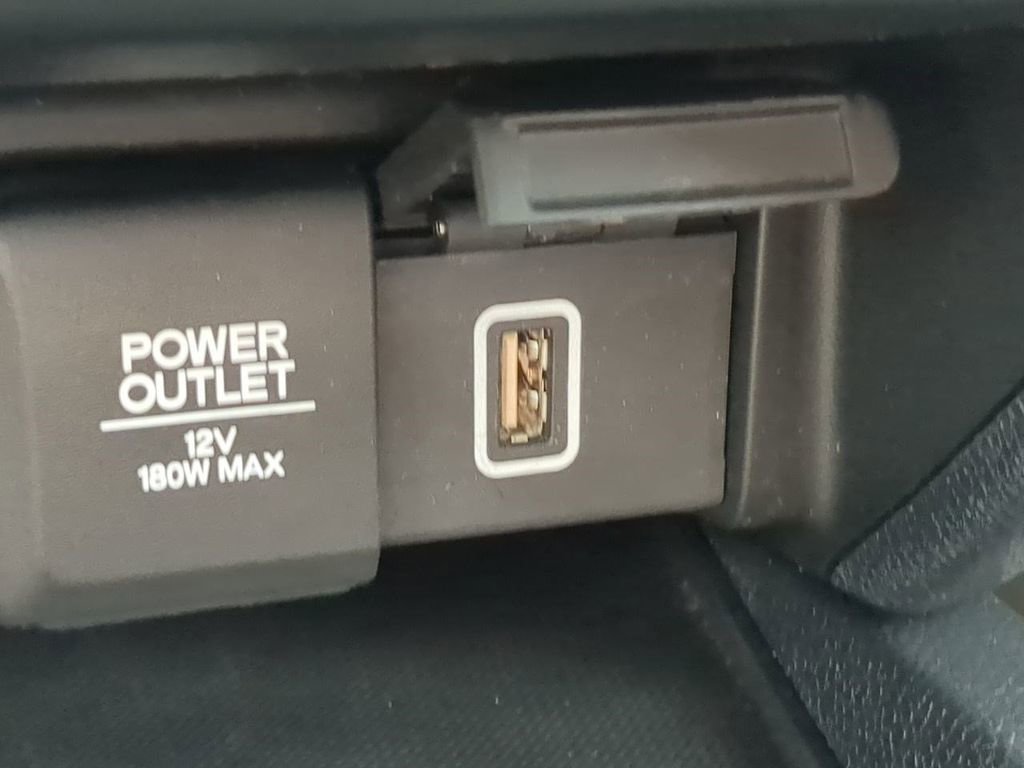 POWER
OUTLET
12V
180W MAX